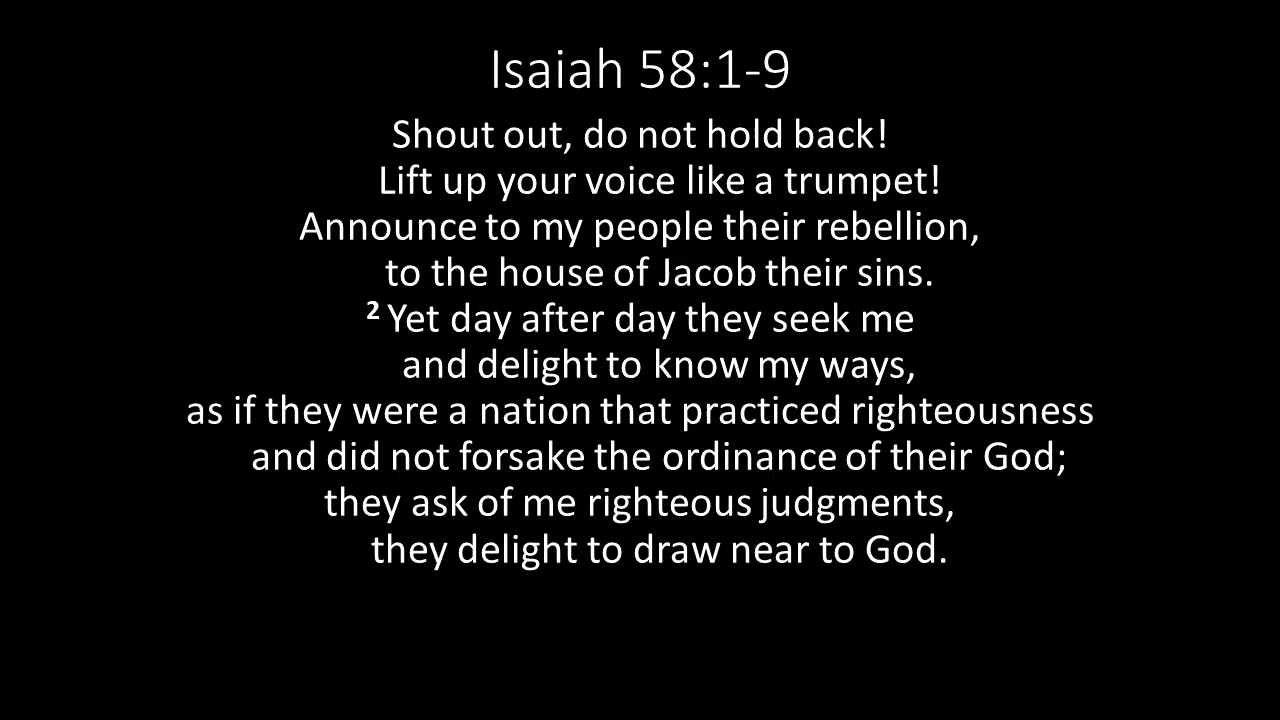 Isaiah 58:1-9
Shout out, do not hold back!
Lift up your voice like a trumpet!
Announce to my people their rebellion,
to the house of Jacob their sins.
2 Yet day after day they seek me
and delight to know my ways,
as if they were a nation that practiced righteousness
and did not forsake the ordinance of their God;
they ask of me righteous judgments,
they delight to draw near to God.